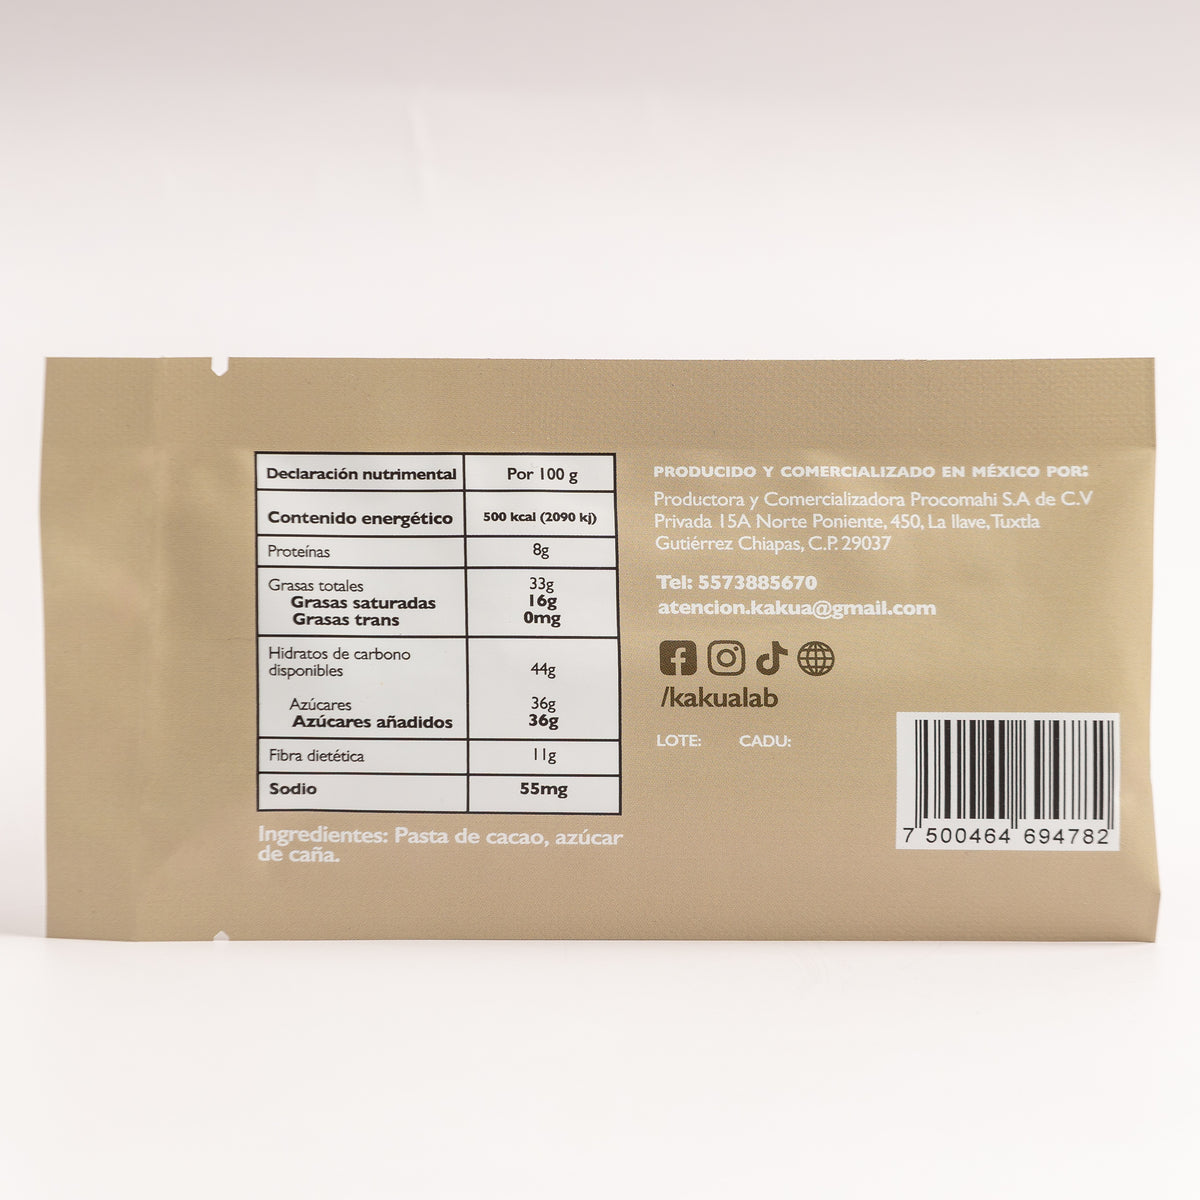 Declaración nutrimental Por 100 g
Contenido energético 500 kcal (2090 kj)
Proteínas 8g
Grasas totales 33g
Grasas saturadas 16g
Grasas trans 0mg
Hidratos de carbono
disponibles 44g
Azúcares 36g
Azúcares añadidos 36g
Fibra dietética 11g
Sodio 55mg
Ingredientes: Pasta de cacao, azúcar
de caña.
PRODUCIDO Y COMERCIALIZADO EN MÉXICO POR:
Productora y Comercializadora Procomahi S.A de C.V
Privada 15A Norte Poniente, 450, La llave, Tuxtla
Gutiérrez Chiapas, C.P. 29037
Tel: 5573885670
atencion.kakua@gmail.com
/kakualab
LOTE: CADU:
7 500464 694782